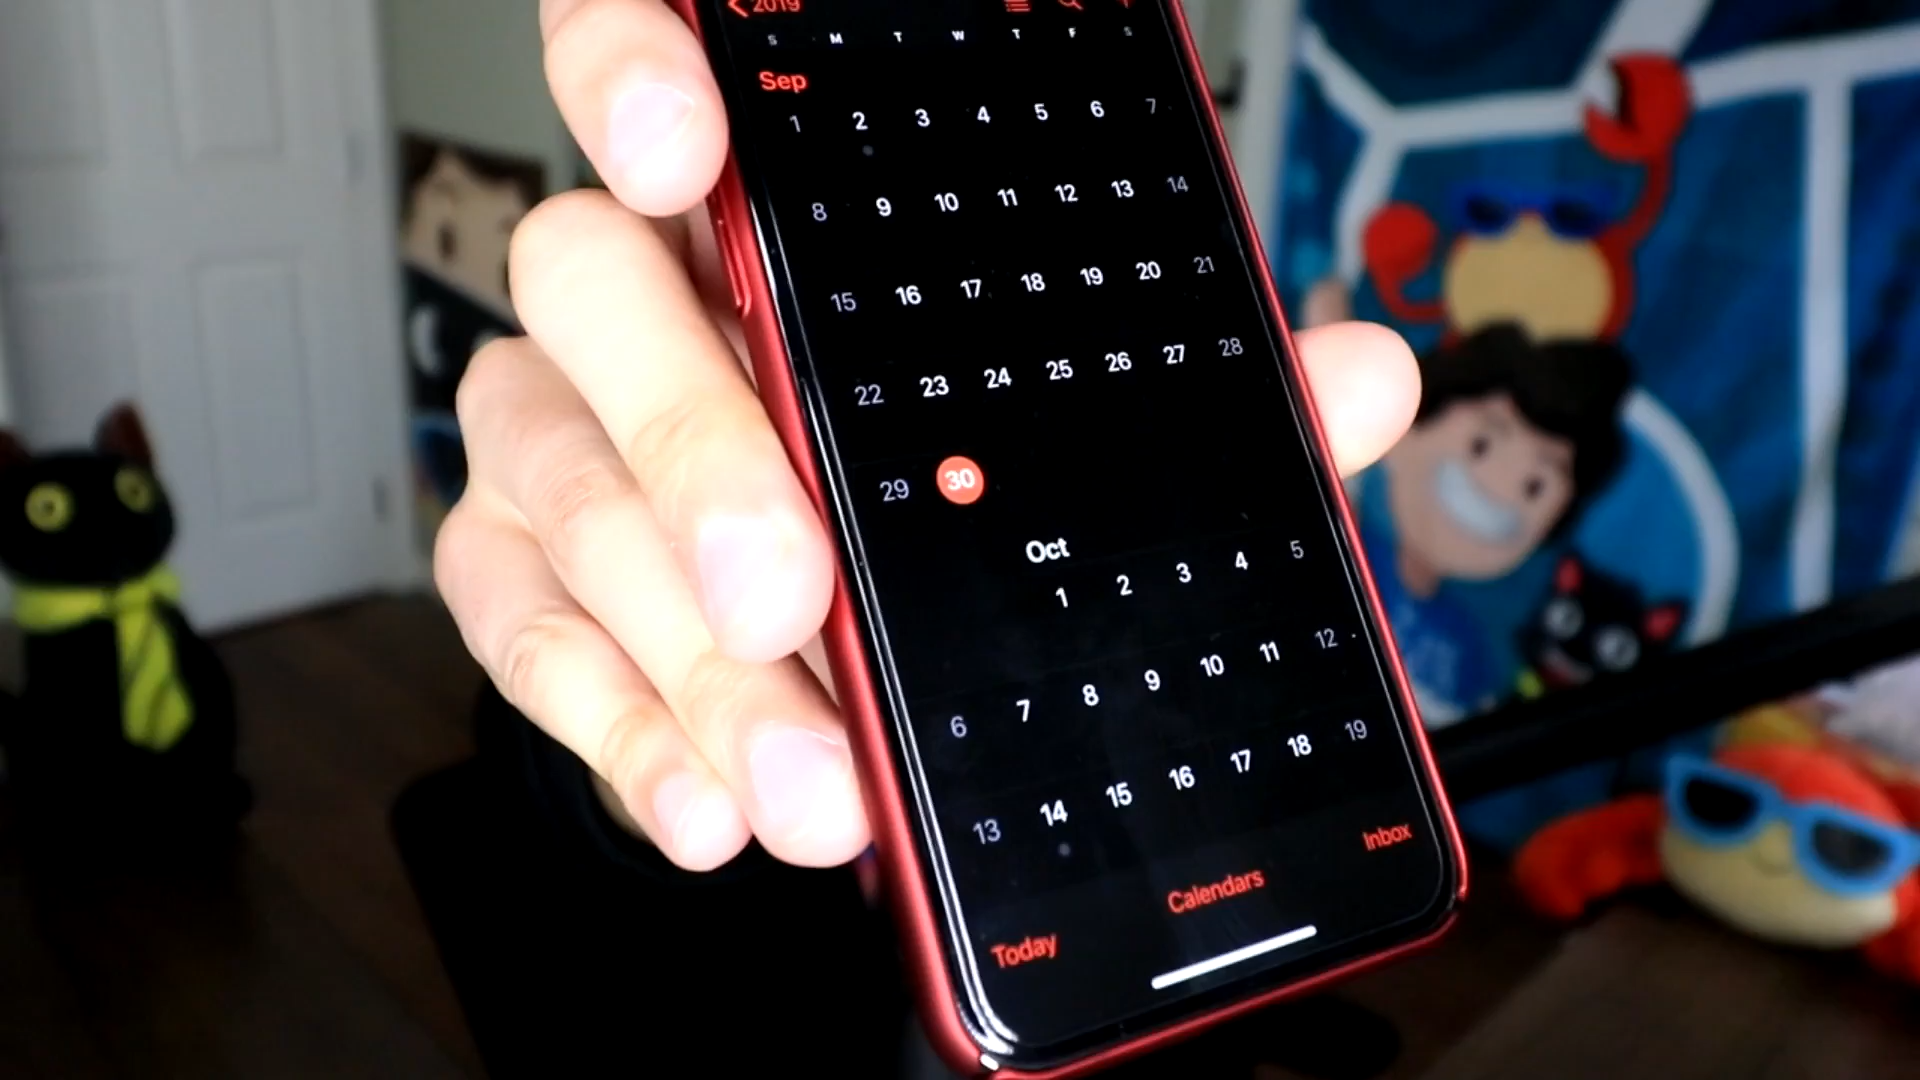 2019
S M T W T F S
Sep
1 2 3 4 5 6 7
8 9 10 11 12 13 14
15 16 17 18 19 20 21
22 23 24 25 26 27 28
29 30
Oct
1 2 3 4 5
6 7 8 9 10 11 12
13 14 15 16 17 18 19
Today Calendars Inbox